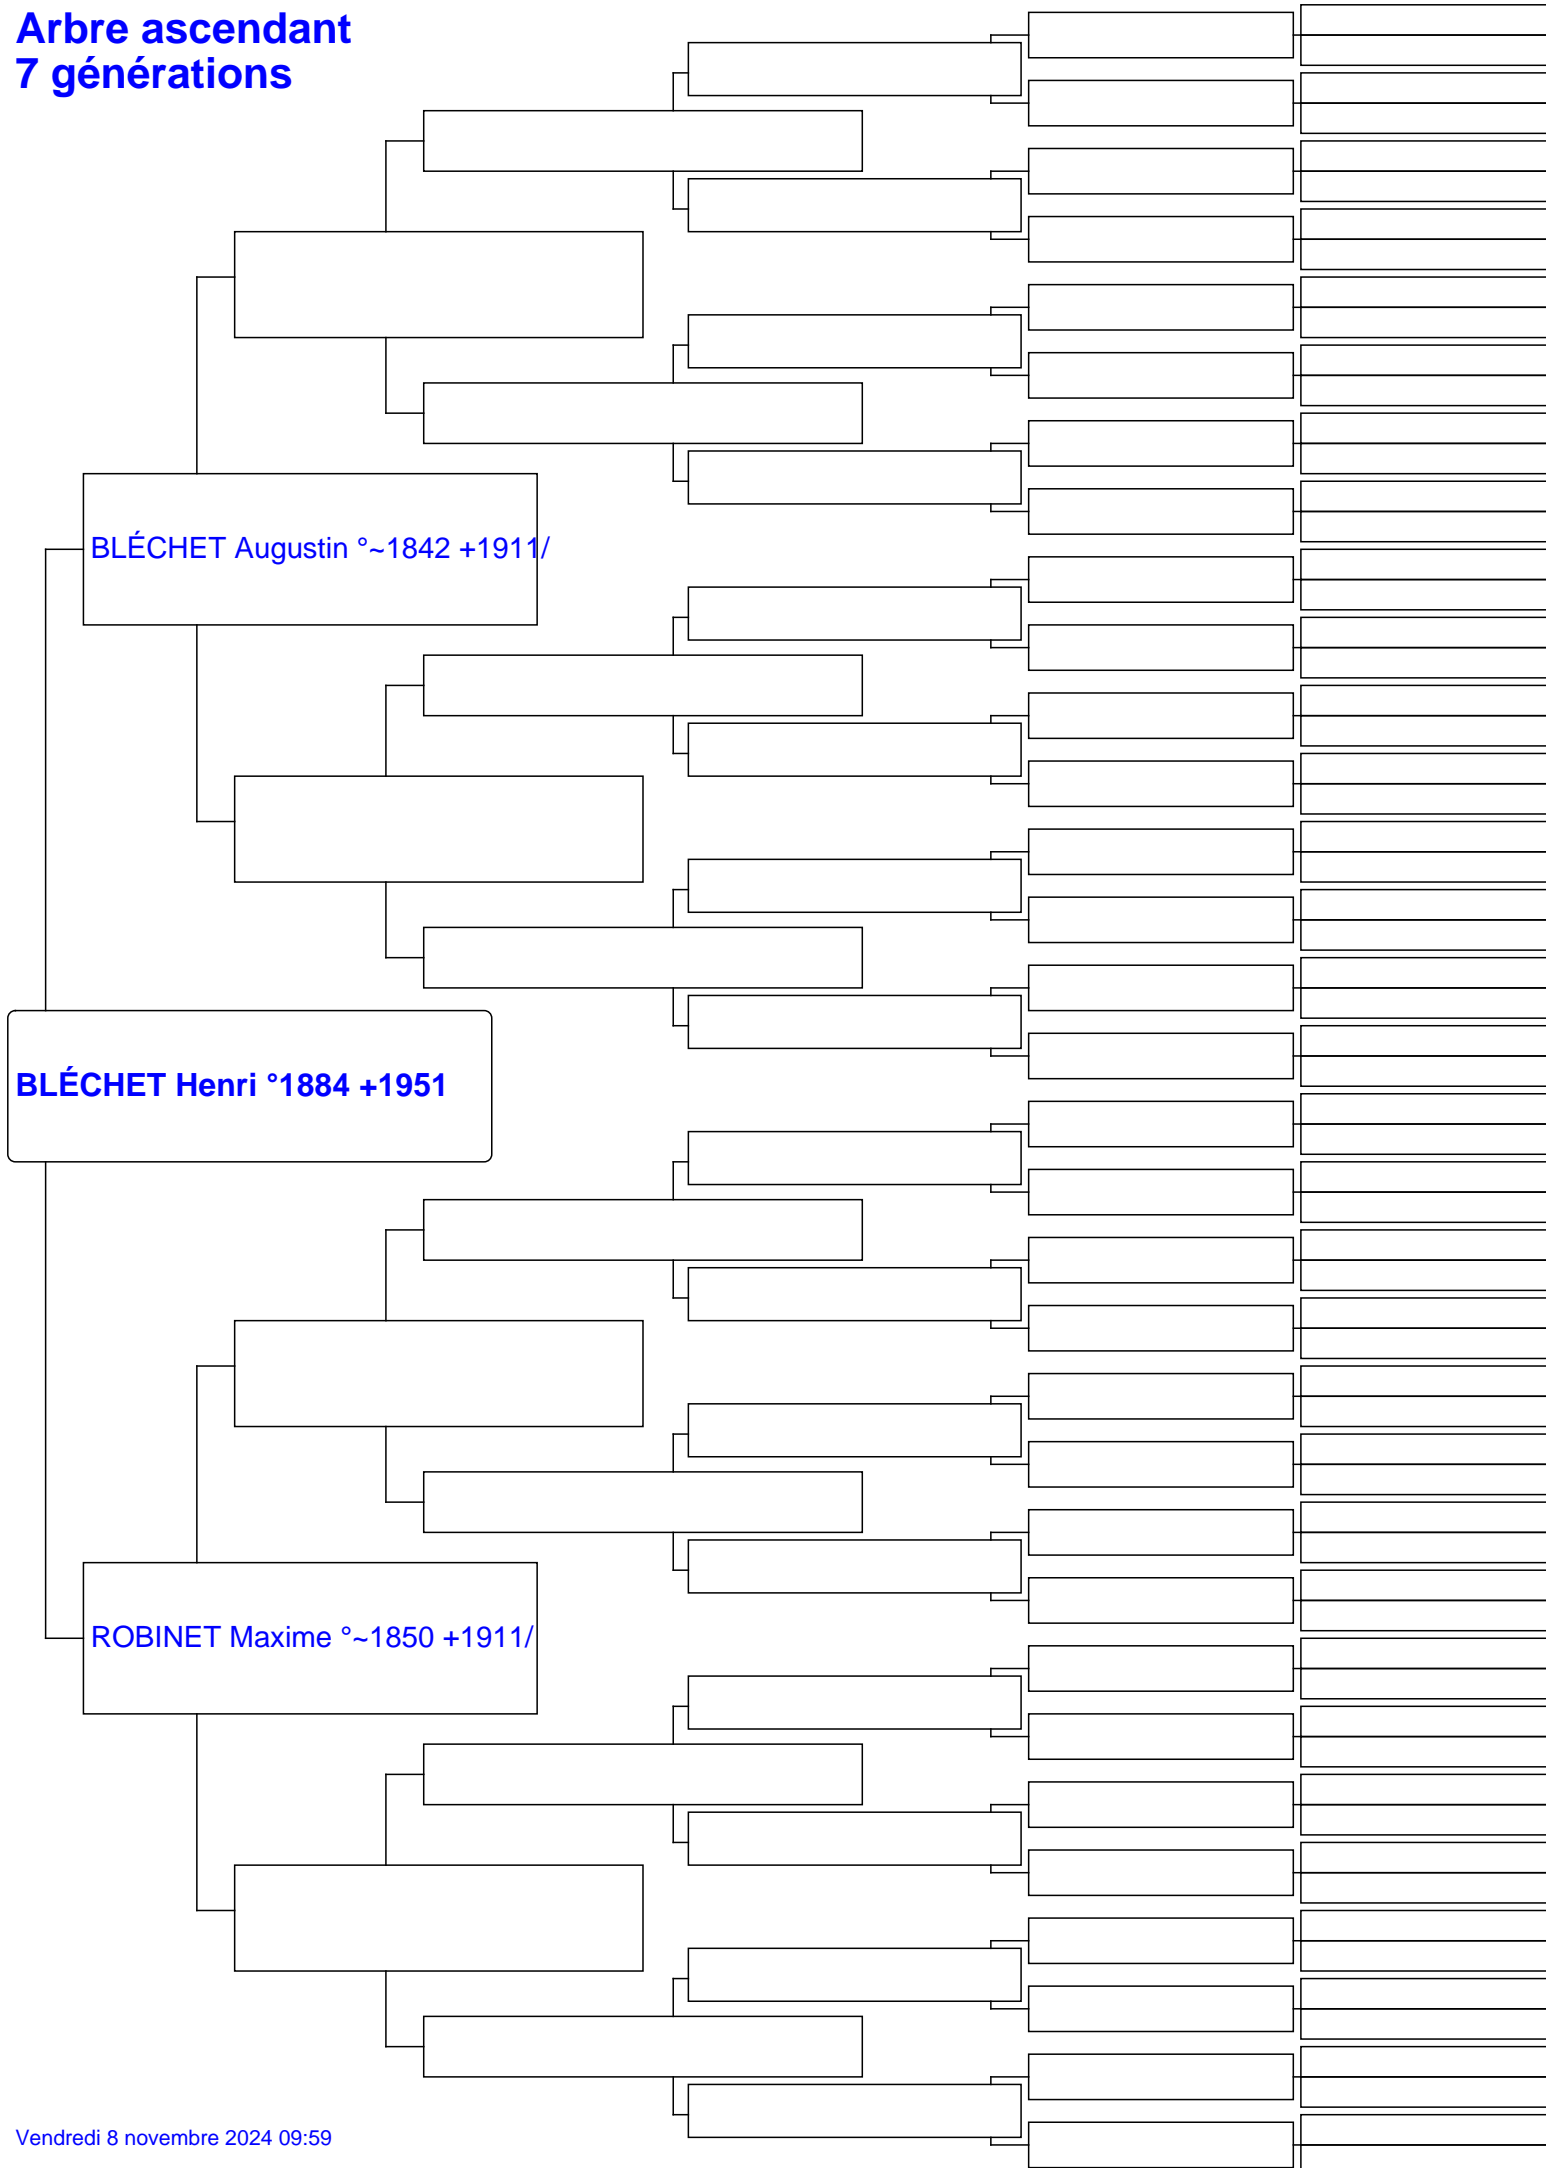 Arbre ascendant
7 générations
BLÉCHET Augustin °~1842 +1911/
BLÉCHET Henri °1884 +1951
ROBINET Maxime °~1850 +1911/
Vendredi 8 novembre 2024 09:59